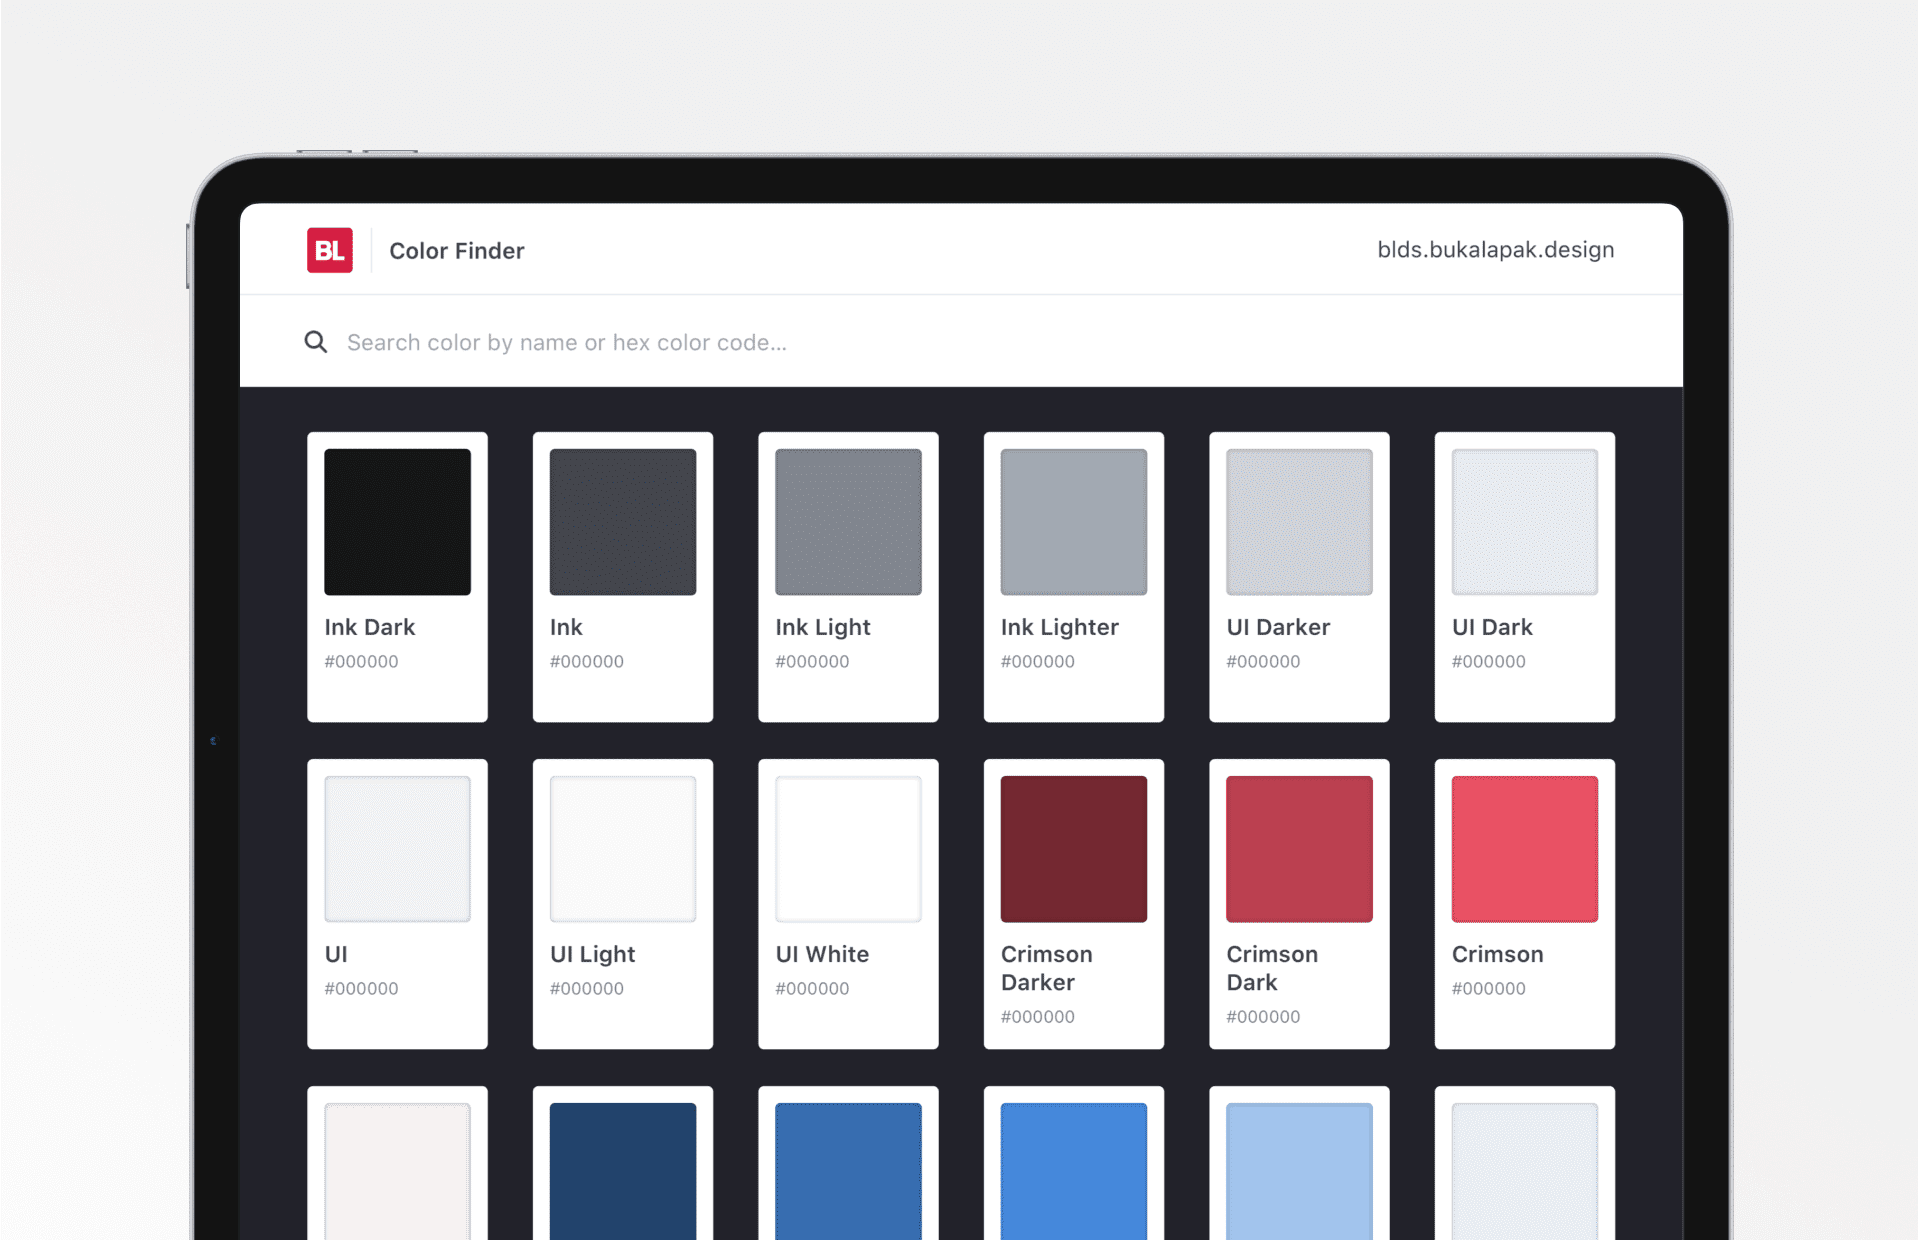 BL
Color Finder
blds.bukalapak.design
Search color by name or hex color code...
Ink Dark
#000000
Ink
#000000
Ink Light
#000000
Ink Lighter
#000000
UI Darker
#000000
UI Dark
#000000
UI
#000000
UI Light
#000000
UI White
#000000
Crimson
Darker
#000000
Crimson
Dark
#000000
Crimson
#000000